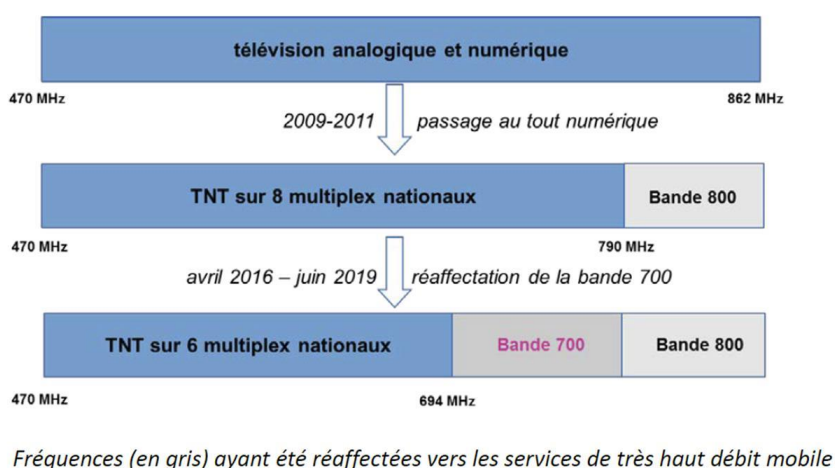 télévision analogique et numérique
470 MHz 862 MHz
2009-2011 passage au tout numérique
TNT sur 8 multiplex nationaux Bande 800
470 MHz 790 MHz
avril 2016 – juin 2019 réaffectation de la bande 700
TNT sur 6 multiplex nationaux Bande 700 Bande 800
470 MHz 694 MHz
Fréquences (en gris) ayant été réaffectées vers les services de très haut débit mobile